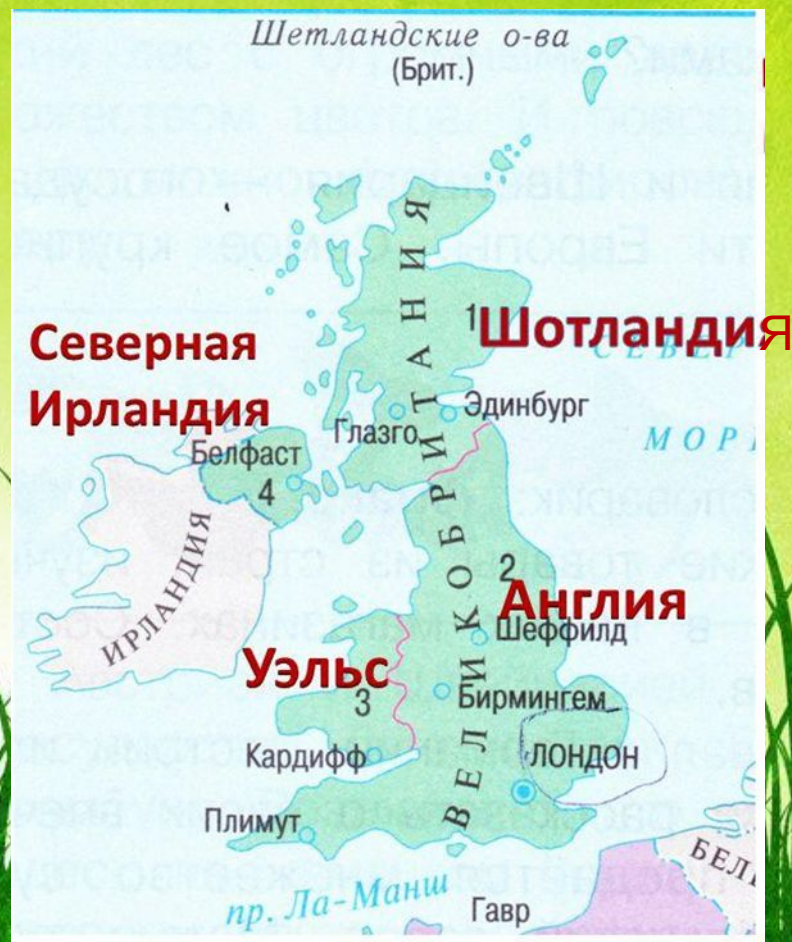 Шетландские о-ва
(Брит.)
1 Шотландия
Северная
Ирландия
Эдинбург
Глазго
Белфаст
4
ИРЛАНДИЯ
ВЕЛИКОБРИТАНИЯ
2
Англия
Шеффилд
Уэльс
3
Бирмингем
Кардифф
ЛОНДОН
Плимут
пр. Ла-Манш
Гавр